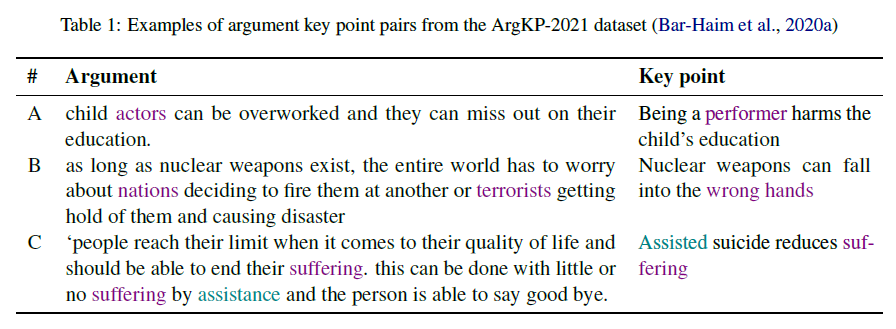 Table 1: Examples of argument key point pairs from the ArgKP-2021 dataset (Bar-Haim et al., 2020a)
# Argument Key point
A child actors can be overworked and they can miss out on their Being a performer harms the
education. child's education
B as long as nuclear weapons exist, the entire world has to worry Nuclear weapons can fall
about nations deciding to fire them at another or terrorists getting into the wrong hands
hold of them and causing disaster
C ‘people reach their limit when it comes to their quality of life and Assisted suicide reduces suf-
should be able to end their suffering. this can be done with little or fering
no suffering by assistance and the person is able to say good bye.